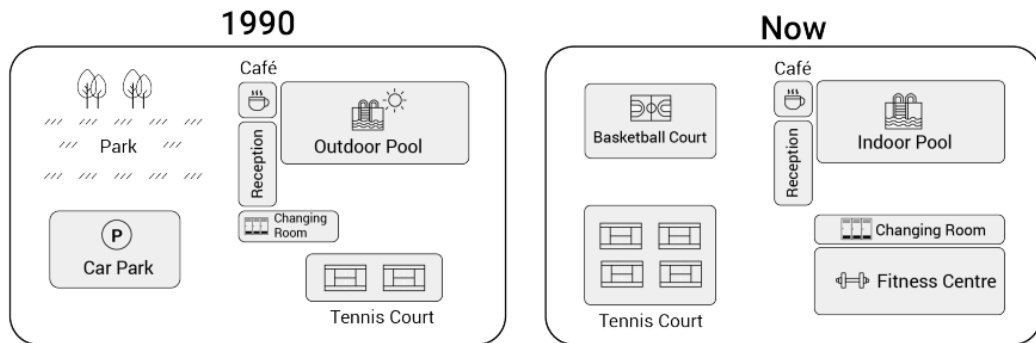 1990
Café
Park
Reception
Outdoor Pool
P
Car Park
Changing
Room
Tennis Court
Now
Café
Basketball Court
Reception
Indoor Pool
Tennis Court
Changing Room
Fitness Centre